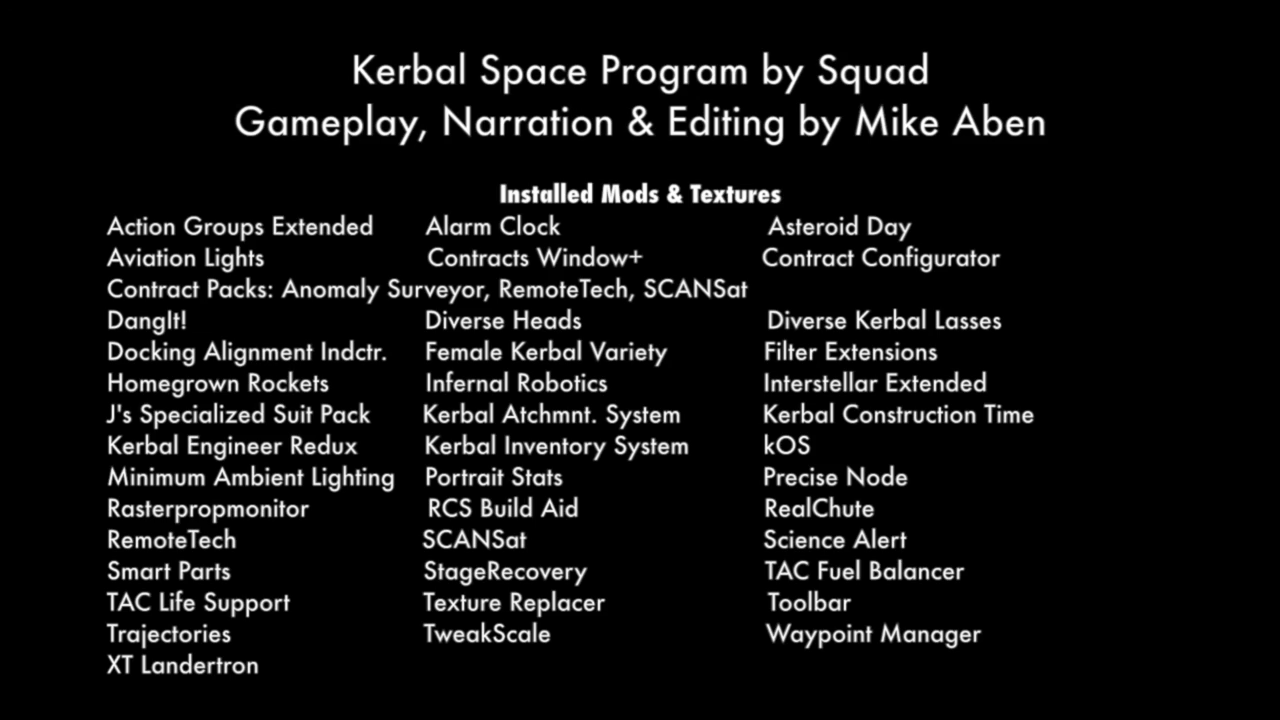 Kerbal Space Program by Squad
Gameplay, Narration & Editing by Mike Aben
Installed Mods & Textures
Action Groups Extended Alarm Clock Asteroid Day
Aviation Lights Contracts Window+ Contract Configurator
Contract Packs: Anomaly Surveyor, RemoteTech, SCANSat
DangIt! Diverse Heads Diverse Kerbal Lasses
Docking Alignment Indctr. Female Kerbal Variety Filter Extensions
Homegrown Rockets Infernal Robotics Interstellar Extended
J's Specialized Suit Pack Kerbal Atchmnt. System Kerbal Construction Time
Kerbal Engineer Redux Kerbal Inventory System kOS
Minimum Ambient Lighting Portrait Stats Precise Node
Rasterpropmonitor RCS Build Aid RealChute
RemoteTech SCANSat Science Alert
Smart Parts StageRecovery TAC Fuel Balancer
TAC Life Support Texture Replacer Toolbar
Trajectories TweakScale Waypoint Manager
XT Landertron